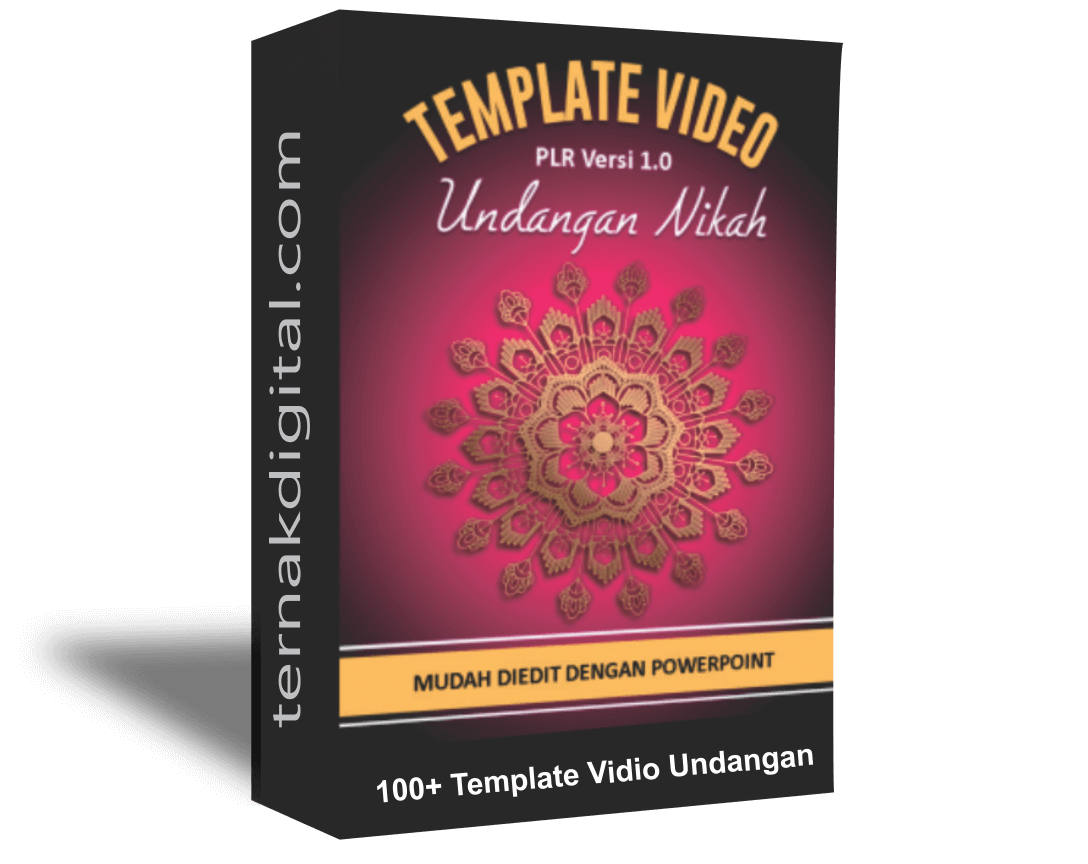 TEMPLATE VIDEO
PLR Versi 1.0
Undangan Nikah
MUDAH DIEDIT DENGAN POWERPOINT
100+ Template Vidio Undangan
ternakdigital.com